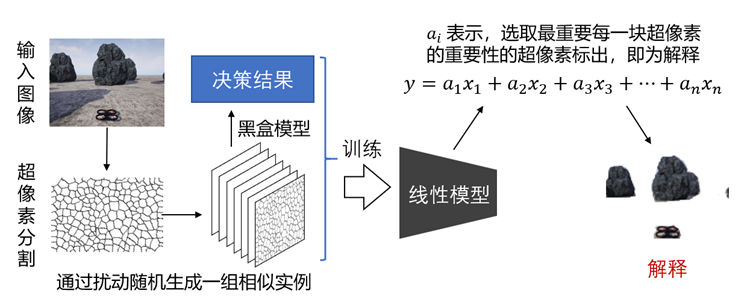 输入图像
决策结果
黑盒模型
超像素分割
通过扰动随机生成一组相似实例
训练
线性模型
a_i 表示，选取最重要每一块超像素
的重要性的超像素标出，即为解释
y = a_1x_1 + a_2x_2 + a_3x_3 + ⋯ + a_nx_n
解释